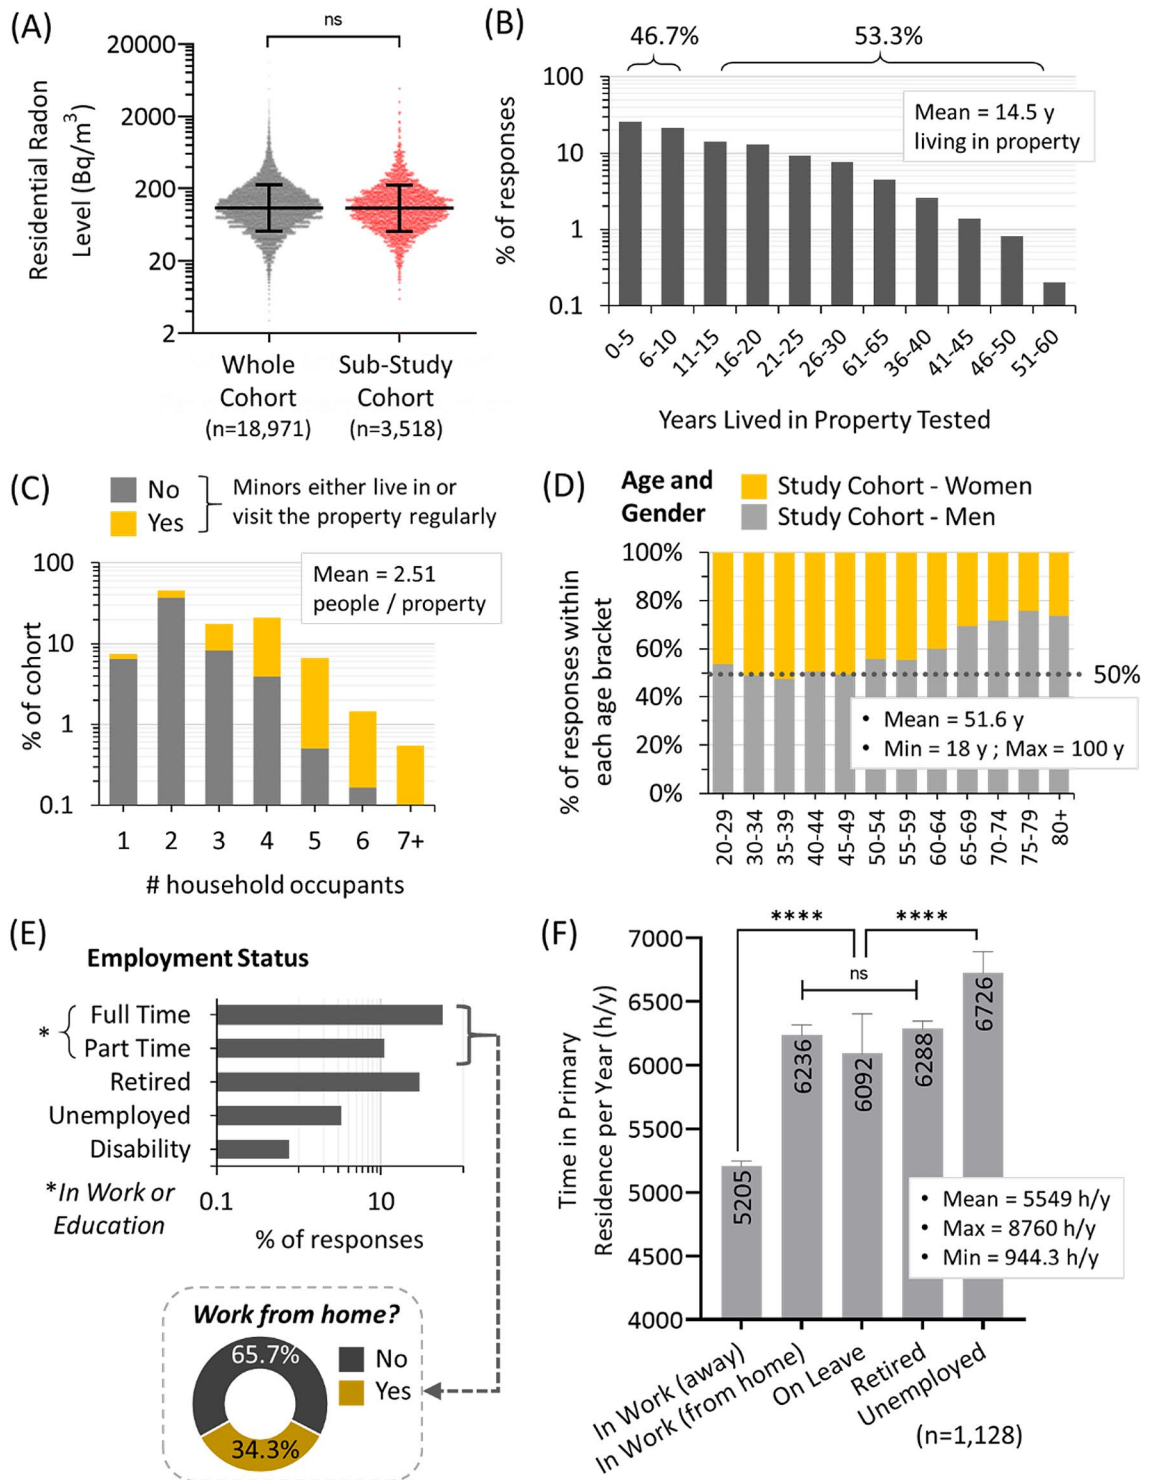 (A)
ns
Residential Radon
Level (Bq/m³)
20000
2000
200
20
2
Whole
Cohort
(n=18,971)
Sub-Study
Cohort
(n=3,518)
(B)
46.7%
53.3%
% of responses
100
10
1
0.1
Mean = 14.5 y
living in property
0-5
6-10
11-15
16-20
21-25
26-30
61-65
36-40
41-45
46-50
51-60
Years Lived in Property Tested
(C)
No
Yes
Minors either live in or
visit the property regularly
% of cohort
100
10
1
0.1
Mean = 2.51
people / property
1
2
3
4
5
6
7+
# household occupants
(D)
Age and
Gender
Study Cohort - Women
Study Cohort - Men
% of responses within
each age bracket
100%
80%
60%
40%
20%
0%
50%
• Mean = 51.6 y
• Min = 18 y ; Max = 100 y
20-29
30-34
35-39
40-44
45-49
50-54
55-59
60-64
65-69
70-74
75-79
80+
(E)
Employment Status
*
Full Time
Part Time
Retired
Unemployed
Disability
0.1
10
*In Work or
Education
% of responses
Work from home?
65.7%
34.3%
No
Yes
(F)
Time in Primary
Residence per Year (h/y)
7000
6500
6000
5500
5000
4500
4000
****
****
ns
5205
6236
6092
6288
6726
• Mean = 5549 h/y
• Max = 8760 h/y
• Min = 944.3 h/y
In Work (away)
In Work (from home)
On Leave
Retired
Unemployed
(n=1,128)